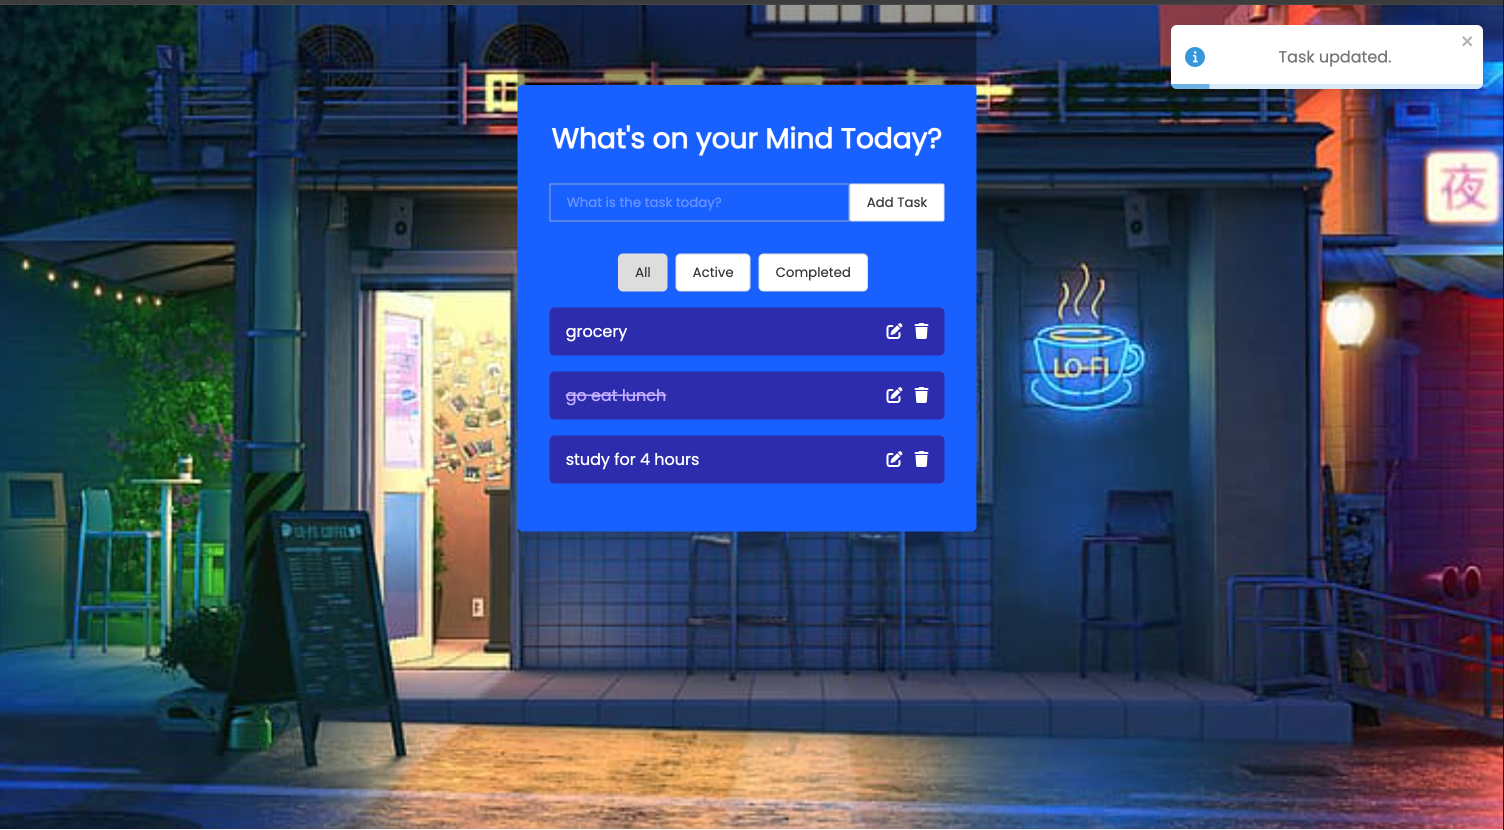 Task updated.
What's on your Mind Today?
What is the task today?
Add Task
All
Active
Completed
grocery
go eat lunch
study for 4 hours
夜
LO-FI
LO-FI COFFEE